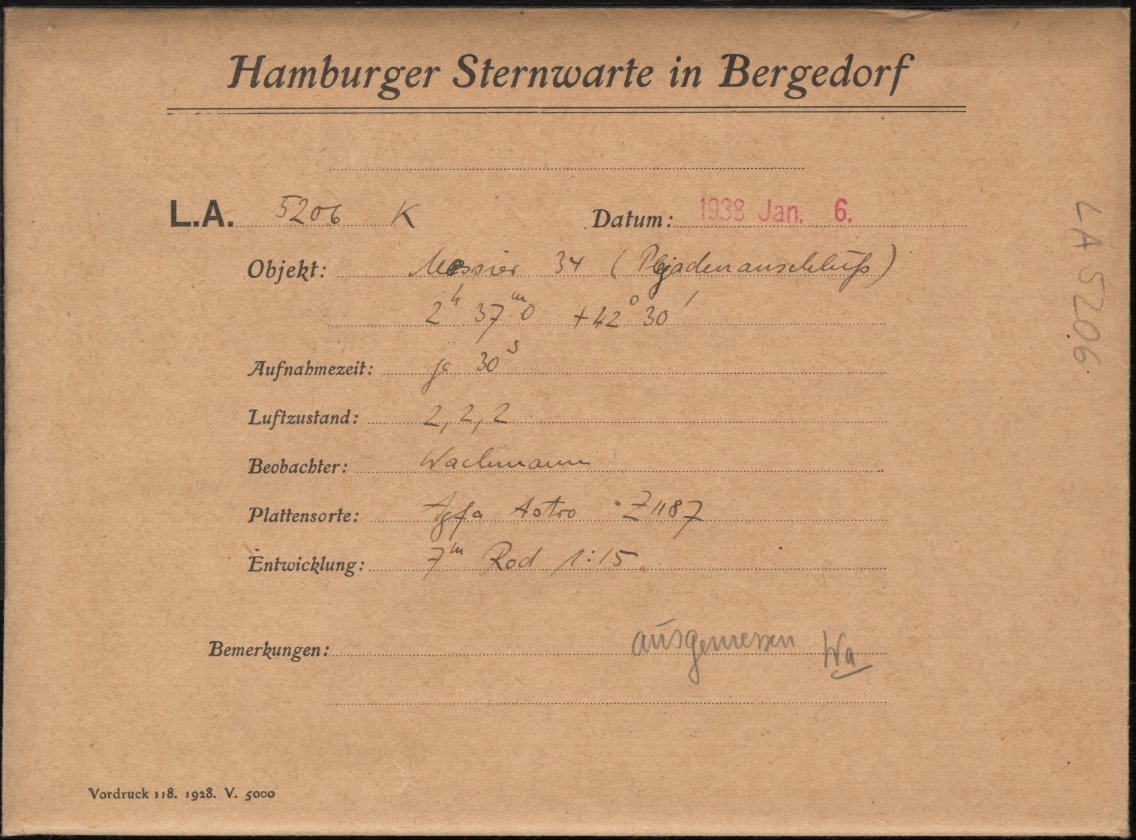 Hamburger Sternwarte in Bergedorf
L.A. 5206 K Datum: 1938 Jan. 6.
Objekt: Messier 34 (Plejadenanschluß)
2h 37m.0 +42° 30'
Aufnahmezeit: je 30s
Luftzustand: 2, 2, 2
Beobachter: Wachmann
Plattensorte: Agfa Astro Z1187
Entwicklung: 7m Rod 1:15
Bemerkungen: ausgemessen Wa
Vordruck 118. 1928. V. 5000
LA 5206